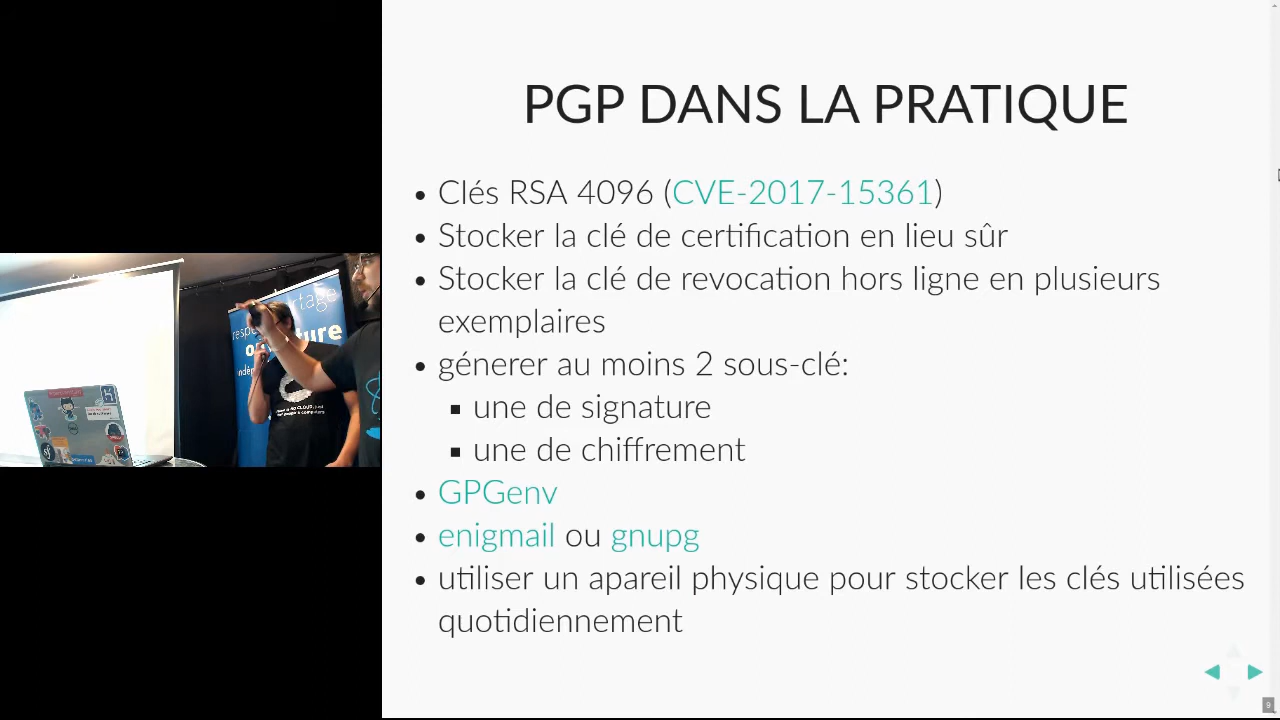 PGP DANS LA PRATIQUE
• Clés RSA 4096 (CVE-2017-15361)
• Stocker la clé de certification en lieu sûr
• Stocker la clé de revocation hors ligne en plusieurs
exemplaires
• génerer au moins 2 sous-clé:
▪ une de signature
▪ une de chiffrement
• GPGenv
• enigmail ou gnupg
• utiliser un apareil physique pour stocker les clés utilisées
quotidiennement
9